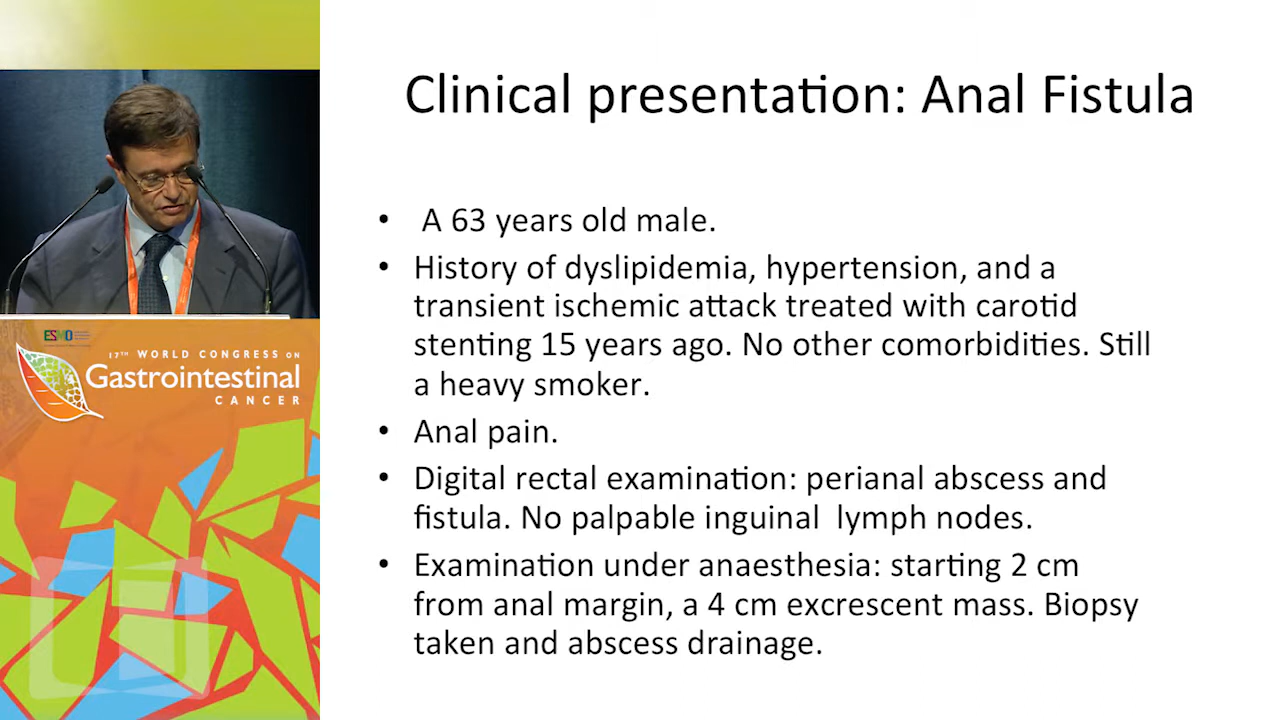 Clinical presentation: Anal Fistula
• A 63 years old male.
• History of dyslipidemia, hypertension, and a
transient ischemic attack treated with carotid
stenting 15 years ago. No other comorbidities. Still
a heavy smoker.
• Anal pain.
• Digital rectal examination: perianal abscess and
fistula. No palpable inguinal lymph nodes.
• Examination under anaesthesia: starting 2 cm
from anal margin, a 4 cm excrescent mass. Biopsy
taken and abscess drainage.
ESMO
17TH WORLD CONGRESS ON
Gastrointestinal
CANCER